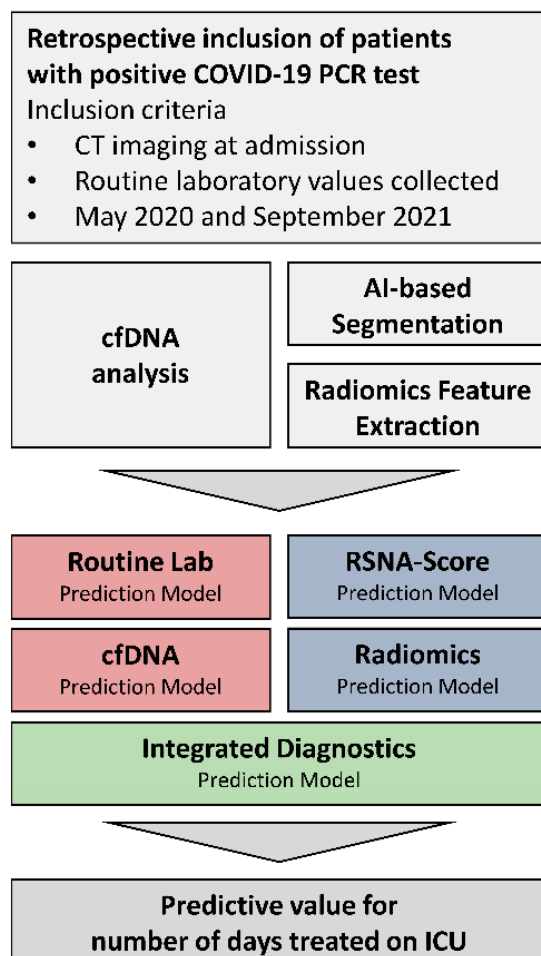 Retrospective inclusion of patients
with positive COVID-19 PCR test
Inclusion criteria
• CT imaging at admission
• Routine laboratory values collected
• May 2020 and September 2021
cfDNA
analysis
AI-based
Segmentation
Radiomics Feature
Extraction
Routine Lab
Prediction Model
RSNA-Score
Prediction Model
cfDNA
Prediction Model
Radiomics
Prediction Model
Integrated Diagnostics
Prediction Model
Predictive value for
number of days treated on ICU